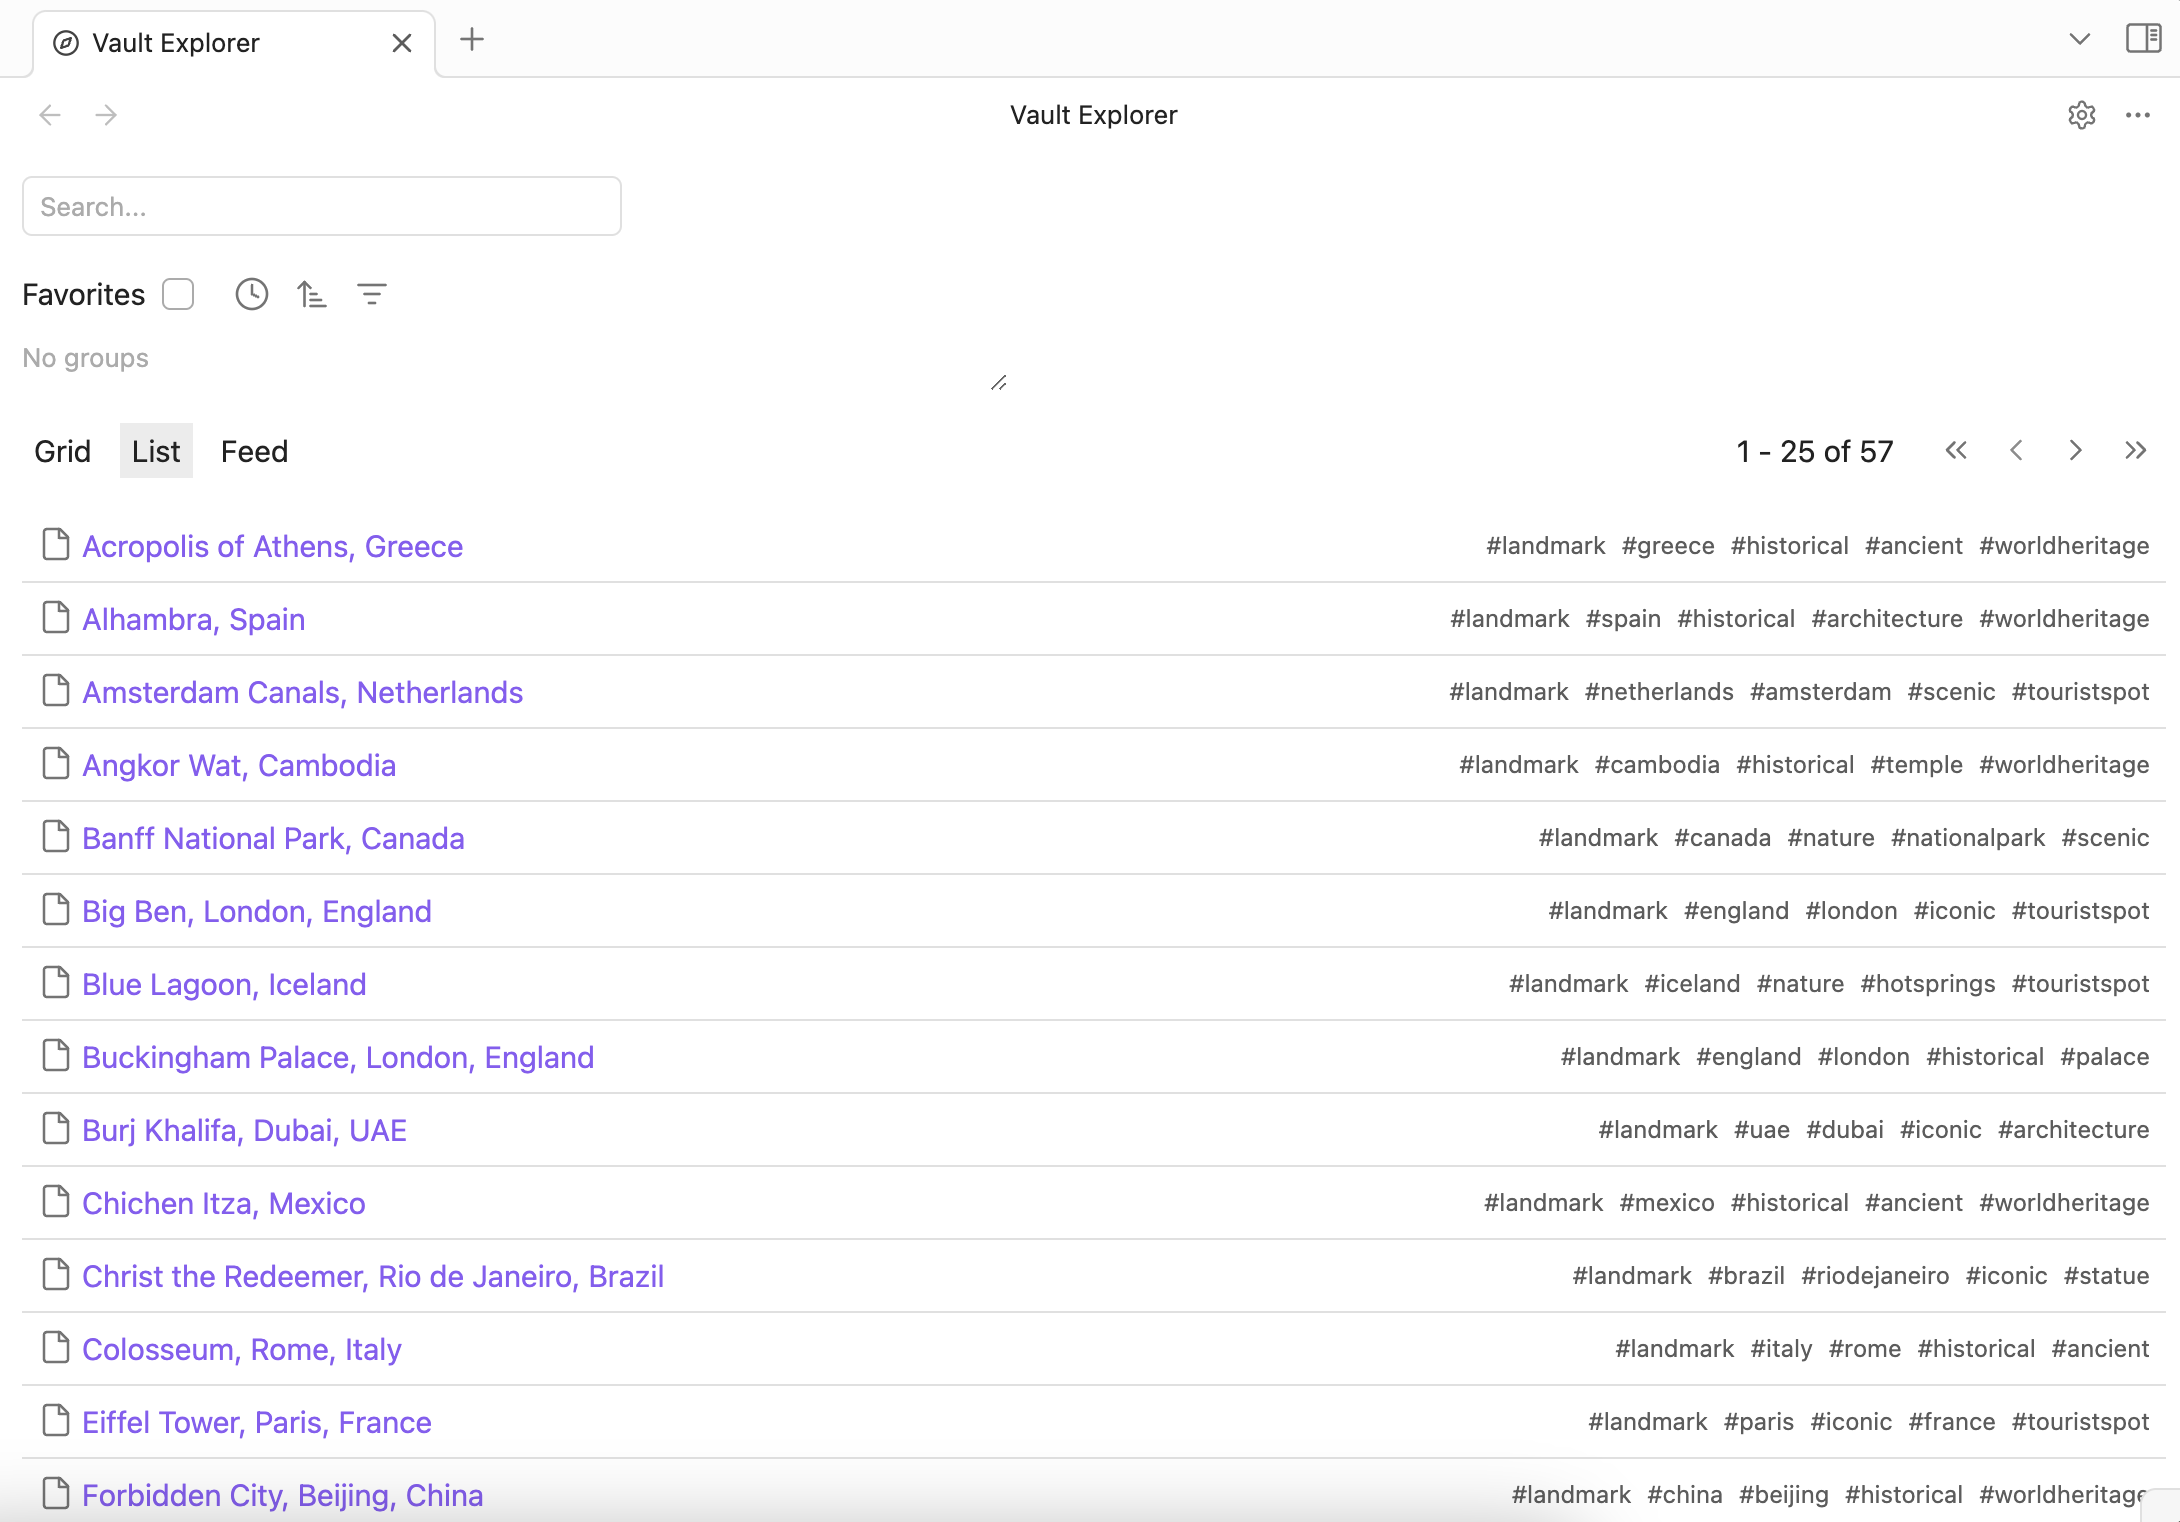 Vault Explorer
Vault Explorer
Search...
Favorites
No groups
Grid List Feed 1 - 25 of 57
Acropolis of Athens, Greece #landmark #greece #historical #ancient #worldheritage
Alhambra, Spain #landmark #spain #historical #architecture #worldheritage
Amsterdam Canals, Netherlands #landmark #netherlands #amsterdam #scenic #touristspot
Angkor Wat, Cambodia #landmark #cambodia #historical #temple #worldheritage
Banff National Park, Canada #landmark #canada #nature #nationalpark #scenic
Big Ben, London, England #landmark #england #london #iconic #touristspot
Blue Lagoon, Iceland #landmark #iceland #nature #hotsprings #touristspot
Buckingham Palace, London, England #landmark #england #london #historical #palace
Burj Khalifa, Dubai, UAE #landmark #uae #dubai #iconic #architecture
Chichen Itza, Mexico #landmark #mexico #historical #ancient #worldheritage
Christ the Redeemer, Rio de Janeiro, Brazil #landmark #brazil #riodejaneiro #iconic #statue
Colosseum, Rome, Italy #landmark #italy #rome #historical #ancient
Eiffel Tower, Paris, France #landmark #paris #iconic #france #touristspot
Forbidden City, Beijing, China #landmark #china #beijing #historical #worldheritage